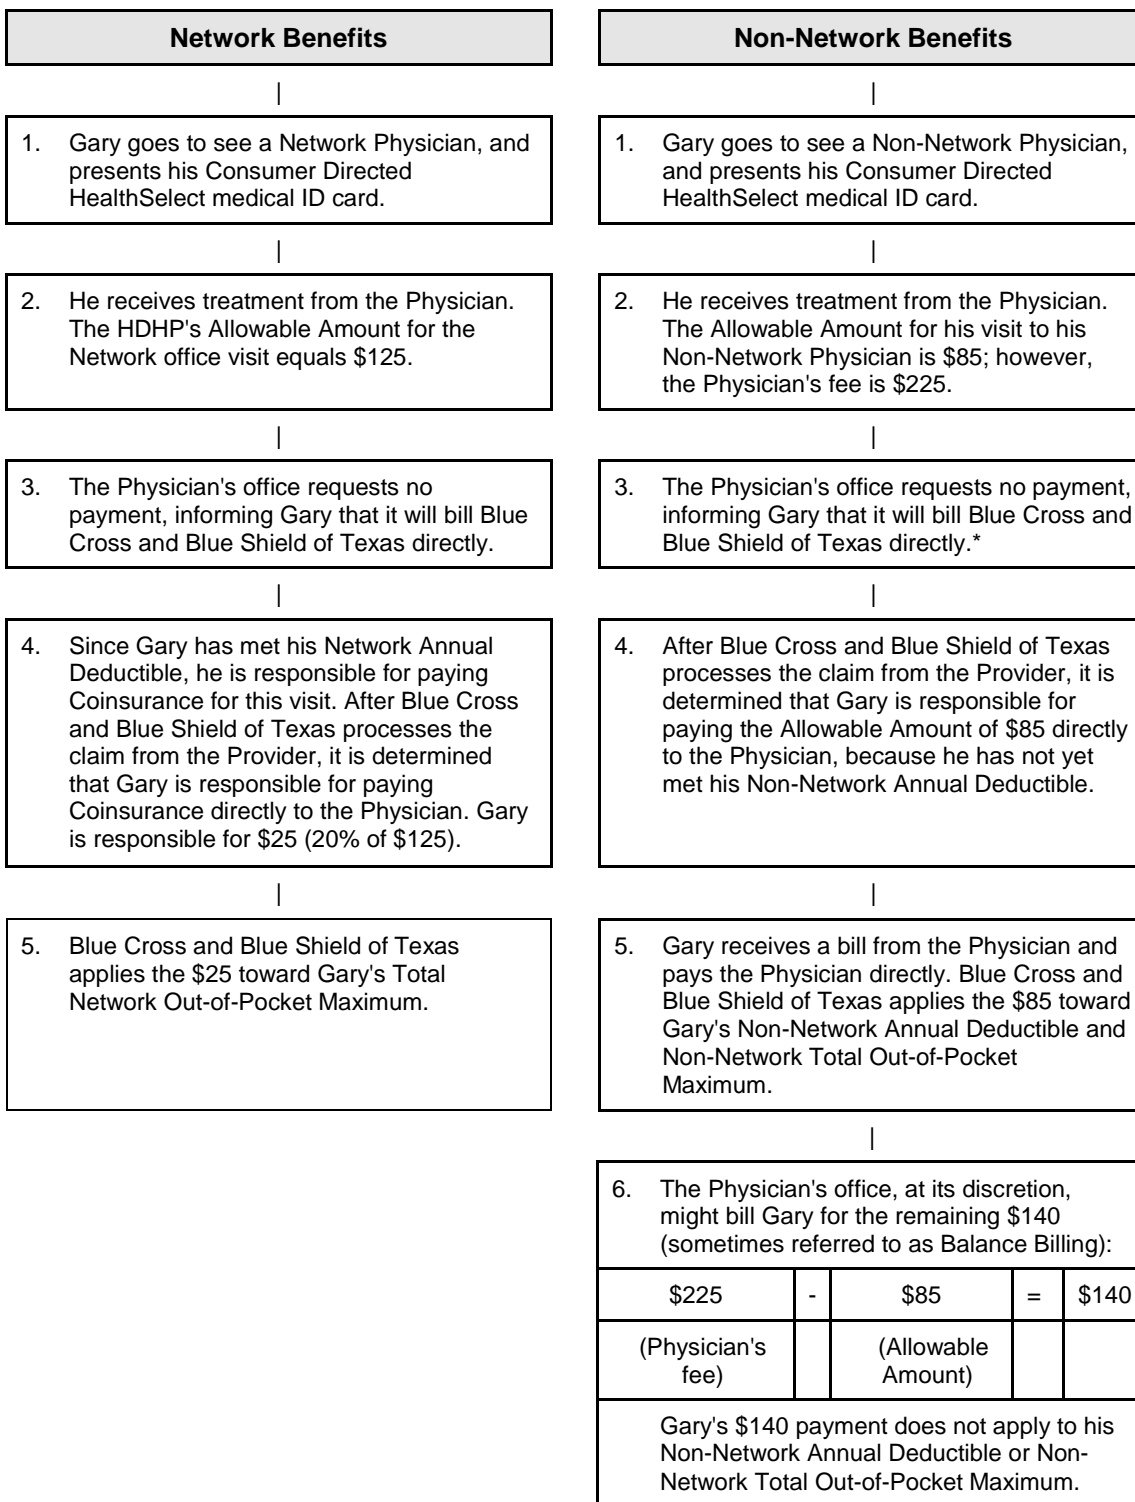 Network Benefits
|
1. Gary goes to see a Network Physician, and
presents his Consumer Directed
HealthSelect medical ID card.
|
2. He receives treatment from the Physician.
The HDHP's Allowable Amount for the
Network office visit equals $125.
|
3. The Physician's office requests no
payment, informing Gary that it will bill Blue
Cross and Blue Shield of Texas directly.
|
4. Since Gary has met his Network Annual
Deductible, he is responsible for paying
Coinsurance for this visit. After Blue Cross
and Blue Shield of Texas processes the
claim from the Provider, it is determined
that Gary is responsible for paying
Coinsurance directly to the Physician. Gary
is responsible for $25 (20% of $125).
|
5. Blue Cross and Blue Shield of Texas
applies the $25 toward Gary's Total
Network Out-of-Pocket Maximum.
Non-Network Benefits
|
1. Gary goes to see a Non-Network Physician,
and presents his Consumer Directed
HealthSelect medical ID card.
|
2. He receives treatment from the Physician.
The Allowable Amount for his visit to his
Non-Network Physician is $85; however,
the Physician's fee is $225.
|
3. The Physician's office requests no payment,
informing Gary that it will bill Blue Cross and
Blue Shield of Texas directly.*
|
4. After Blue Cross and Blue Shield of Texas
processes the claim from the Provider, it is
determined that Gary is responsible for
paying the Allowable Amount of $85 directly
to the Physician, because he has not yet
met his Non-Network Annual Deductible.
|
5. Gary receives a bill from the Physician and
pays the Physician directly. Blue Cross and
Blue Shield of Texas applies the $85 toward
Gary's Non-Network Annual Deductible and
Non-Network Total Out-of-Pocket
Maximum.
|
6. The Physician's office, at its discretion,
might bill Gary for the remaining $140
(sometimes referred to as Balance Billing):
$225 - $85 = $140
(Physician's (Allowable
fee) Amount)
Gary's $140 payment does not apply to his
Non-Network Annual Deductible or Non-
Network Total Out-of-Pocket Maximum.